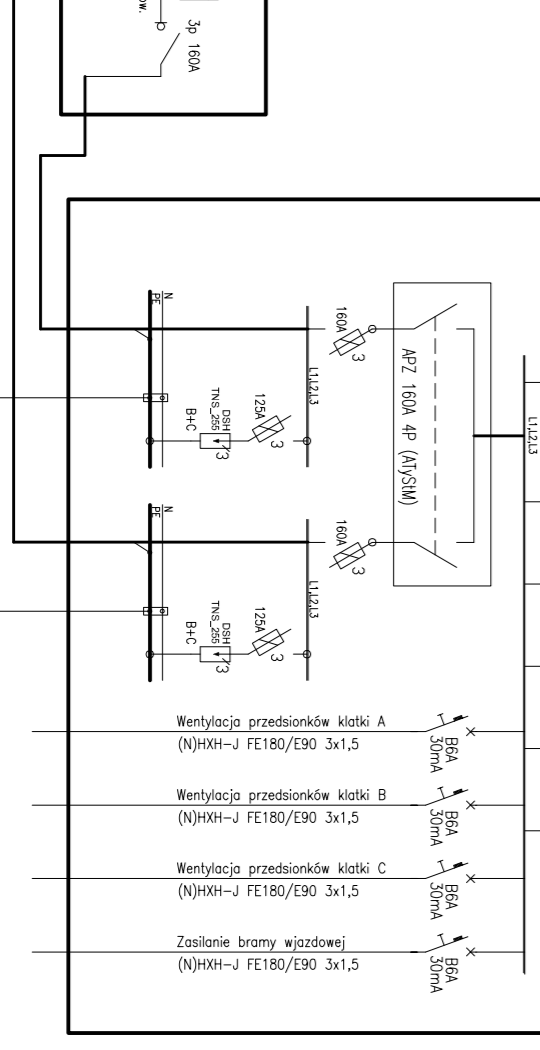 ow.
3p 160A
L1,L2,L3
APZ 160A 4P (ATyStM)
160A
3
L1,L2,L3
N
PE
125A
3
DSH
TNS_255
3
B+C
160A
3
L1,L2,L3
N
PE
125A
3
DSH
TNS_255
3
B+C
Wentylacja przedsionków klatki A
(N)HXH-J FE180/E90 3x1,5
B6A
30mA
Wentylacja przedsionków klatki B
(N)HXH-J FE180/E90 3x1,5
B6A
30mA
Wentylacja przedsionków klatki C
(N)HXH-J FE180/E90 3x1,5
B6A
30mA
Zasilanie bramy wjazdowej
(N)HXH-J FE180/E90 3x1,5
B6A
30mA